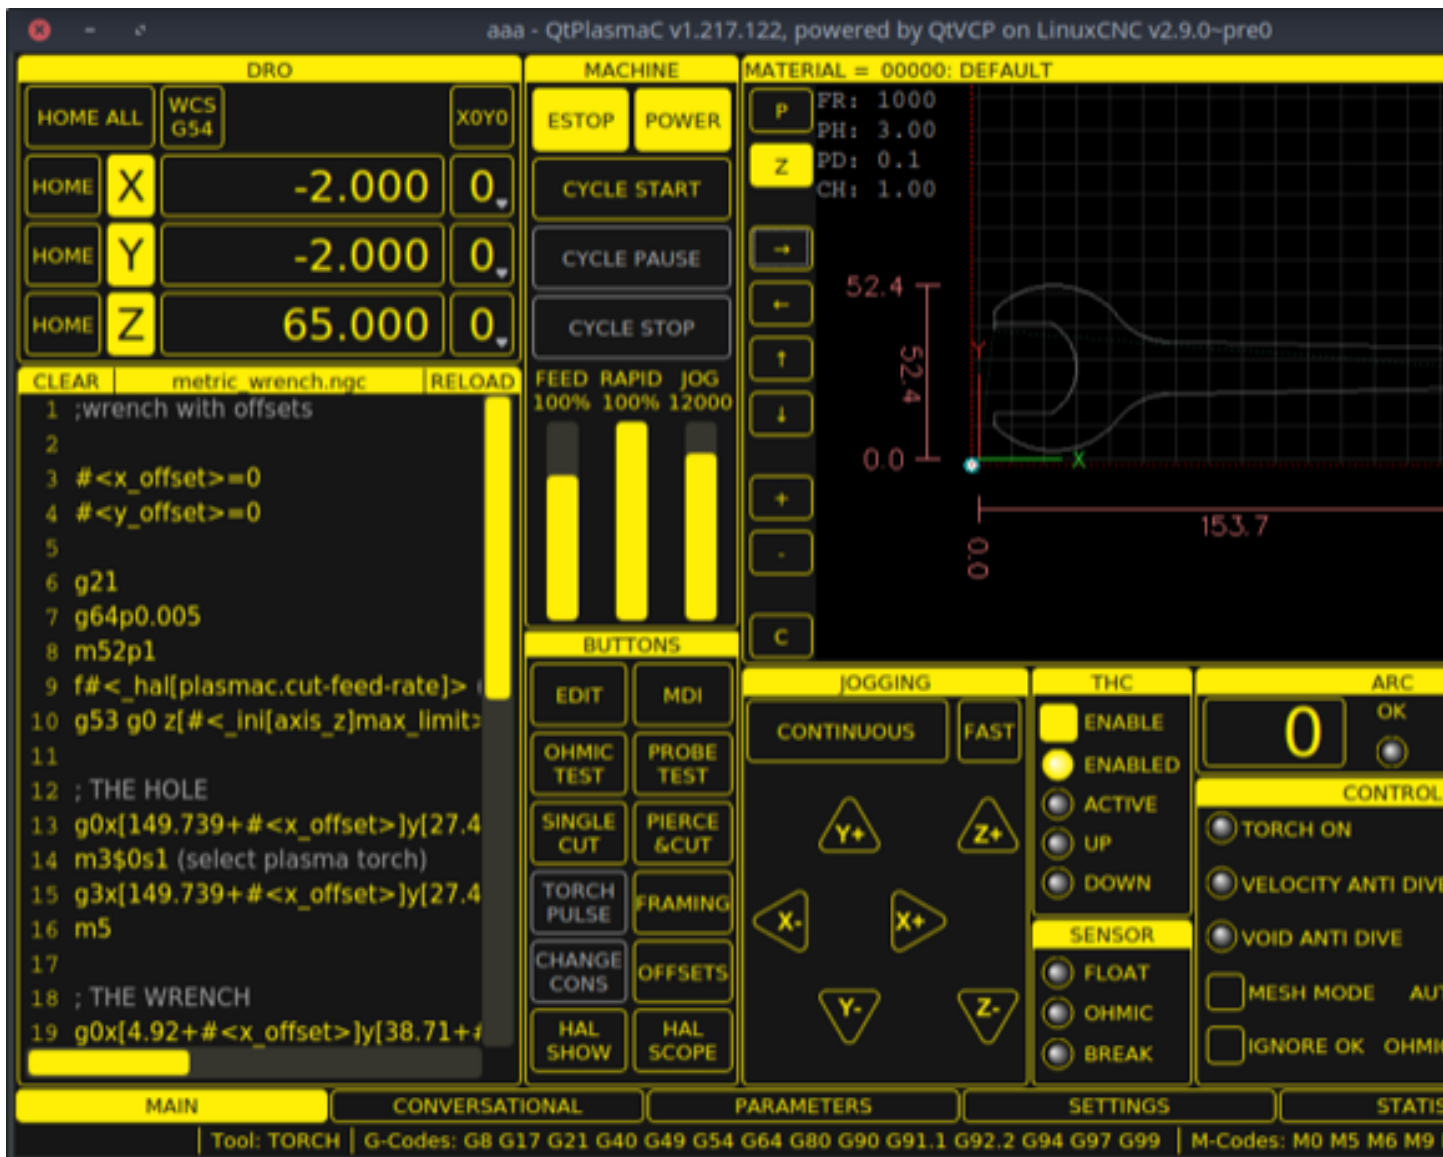 aaa - QtPlasmaC v1.217.122, powered by QtVCP on LinuxCNC v2.9.0~pre0
DRO
HOME ALL
WCS
G54
X0Y0
HOME X -2.000 0
HOME Y -2.000 0
HOME Z 65.000 0
CLEAR metric_wrench.ngc RELOAD
1 ;wrench with offsets
2
3 #<x_offset>=0
4 #<y_offset>=0
5
6 g21
7 g64p0.005
8 m52p1
9 f#<_hal[plasmac.cut-feed-rate]> (
10 g53 g0 z[#<_ini[axis_z]max_limit>
11
12 ; THE HOLE
13 g0x[149.739+#<x_offset>]y[27.4
14 m3$0s1 (select plasma torch)
15 g3x[149.739+#<x_offset>]y[27.4
16 m5
17
18 ; THE WRENCH
19 g0x[4.92+#<x_offset>]y[38.71+#
MACHINE
ESTOP POWER
CYCLE START
CYCLE PAUSE
CYCLE STOP
FEED RAPID JOG
100% 100% 12000
BUTTONS
EDIT MDI
OHMIC
TEST
PROBE
TEST
SINGLE
CUT
PIERCE
&CUT
TORCH
PULSE
FRAMING
CHANGE
CONS
OFFSETS
HAL
SHOW
HAL
SCOPE
MATERIAL = 00000: DEFAULT
P
Z
→
←
↑
↓
+
-
C
FR: 1000
PH: 3.00
PD: 0.1
CH: 1.00
52.4
52.4
0.0
Y
X
153.7
0.0
JOGGING
CONTINUOUS FAST
Y+ Z+
X- X+
Y- Z-
THC
ENABLE
ENABLED
ACTIVE
UP
DOWN
SENSOR
FLOAT
OHMIC
BREAK
ARC
0 OK
CONTROL
TORCH ON
VELOCITY ANTI DIVE
VOID ANTI DIVE
MESH MODE AUT
IGNORE OK OHMIC
MAIN CONVERSATIONAL PARAMETERS SETTINGS STATIS
Tool: TORCH G-Codes: G8 G17 G21 G40 G49 G54 G64 G80 G90 G91.1 G92.2 G94 G97 G99 M-Codes: M0 M5 M6 M9